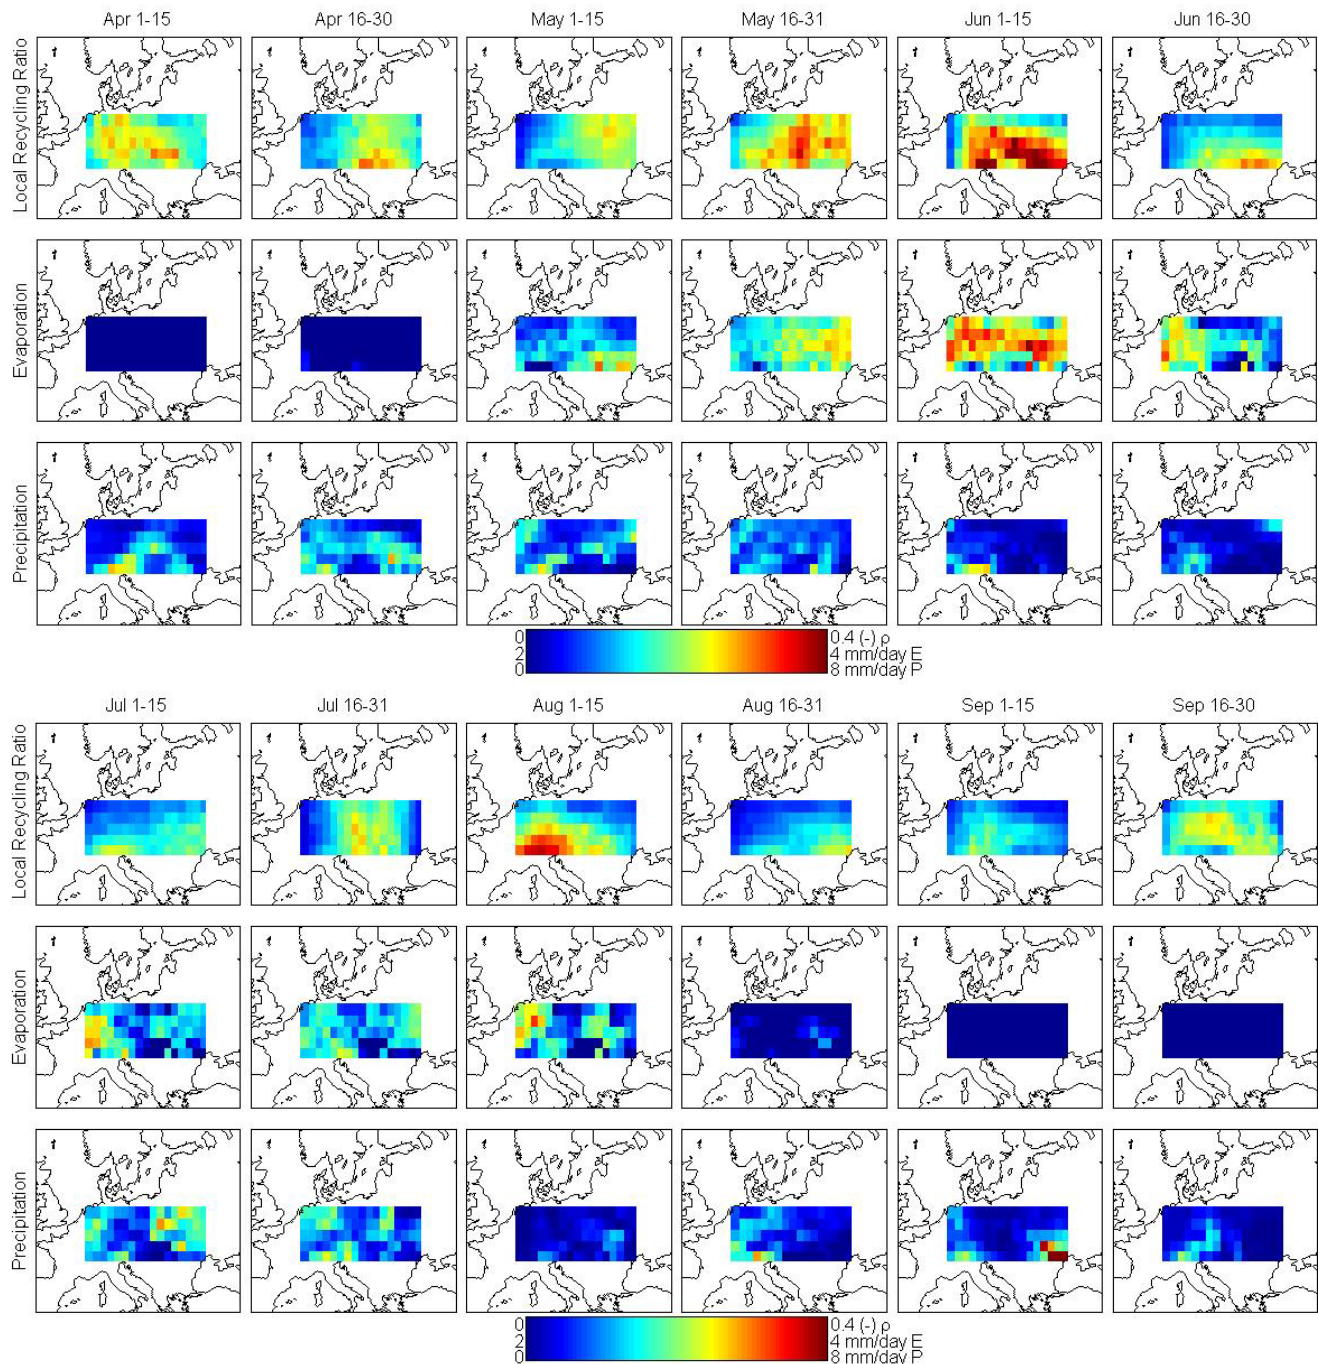 Apr 1-15 Apr 16-30 May 1-15 May 16-31 Jun 1-15 Jun 16-30
Local Recycling Ratio
Evaporation
Precipitation
0 0.4 (-) ρ
2 4 mm/day E
0 8 mm/day P
Jul 1-15 Jul 16-31 Aug 1-15 Aug 16-31 Sep 1-15 Sep 16-30
Local Recycling Ratio
Evaporation
Precipitation
0 0.4 (-) ρ
2 4 mm/day E
0 8 mm/day P